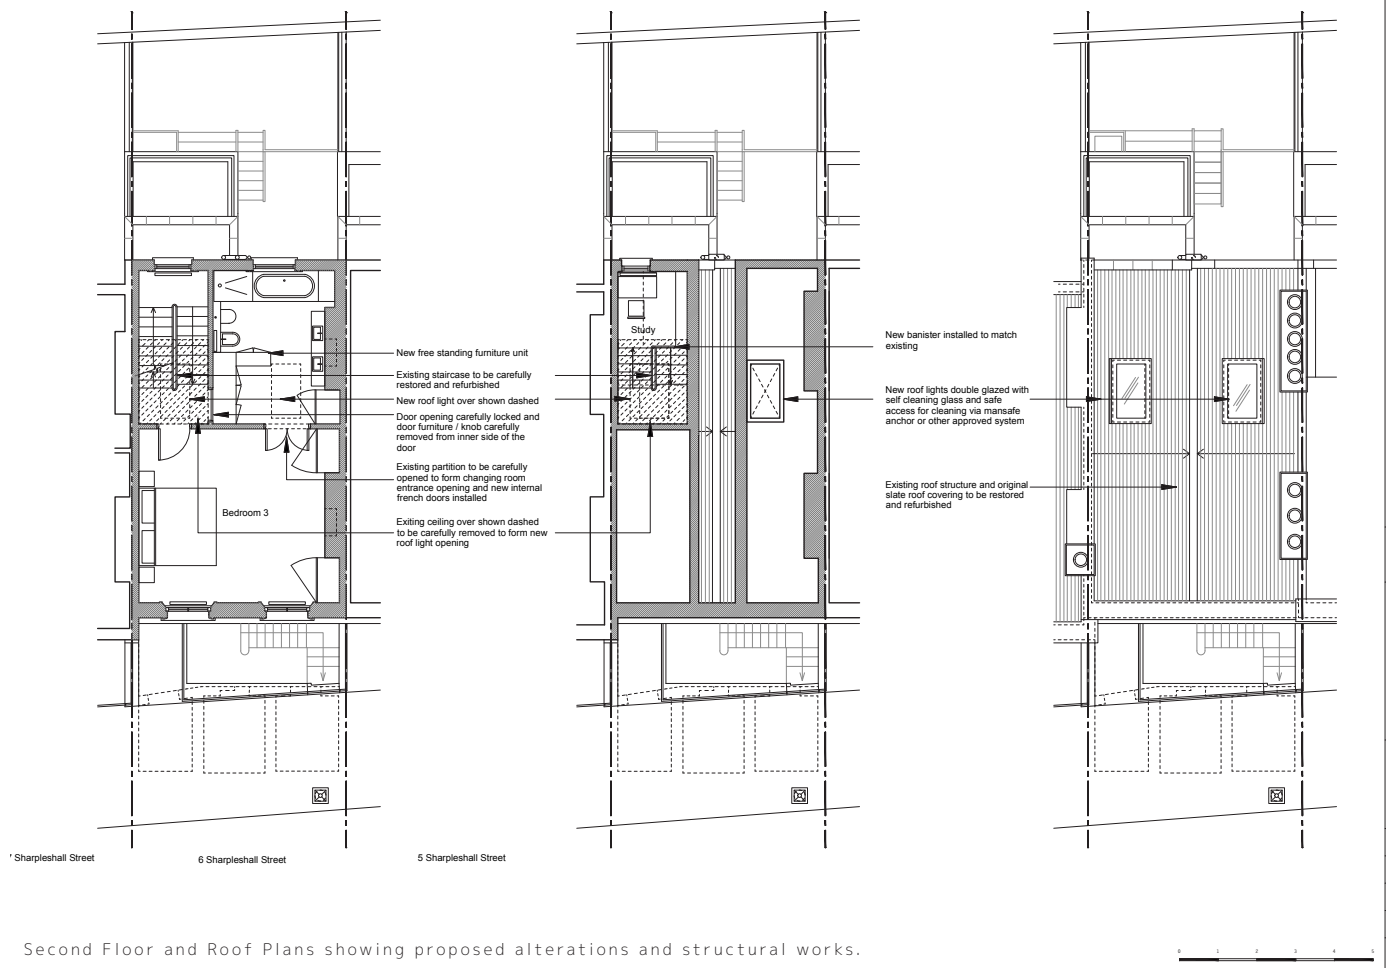 New free standing furniture unit
Existing staircase to be carefully
restored and refurbished
New roof light over shown dashed
Door opening carefully locked and
door furniture / knob carefully
removed from inner side of the
door
Existing partition to be carefully
opened to form changing room
entrance opening and new internal
french doors installed
Exiting ceiling over shown dashed
to be carefully removed to form new
roof light opening
Bedroom 3
Study
New banister installed to match
existing
New roof lights double glazed with
self cleaning glass and safe
access for cleaning via mansafe
anchor or other approved system
Existing roof structure and original
slate roof covering to be restored
and refurbished
' Sharpleshall Street
6 Sharpleshall Street
5 Sharpleshall Street
Second Floor and Roof Plans showing proposed alterations and structural works.
0 1 2 3 4 5